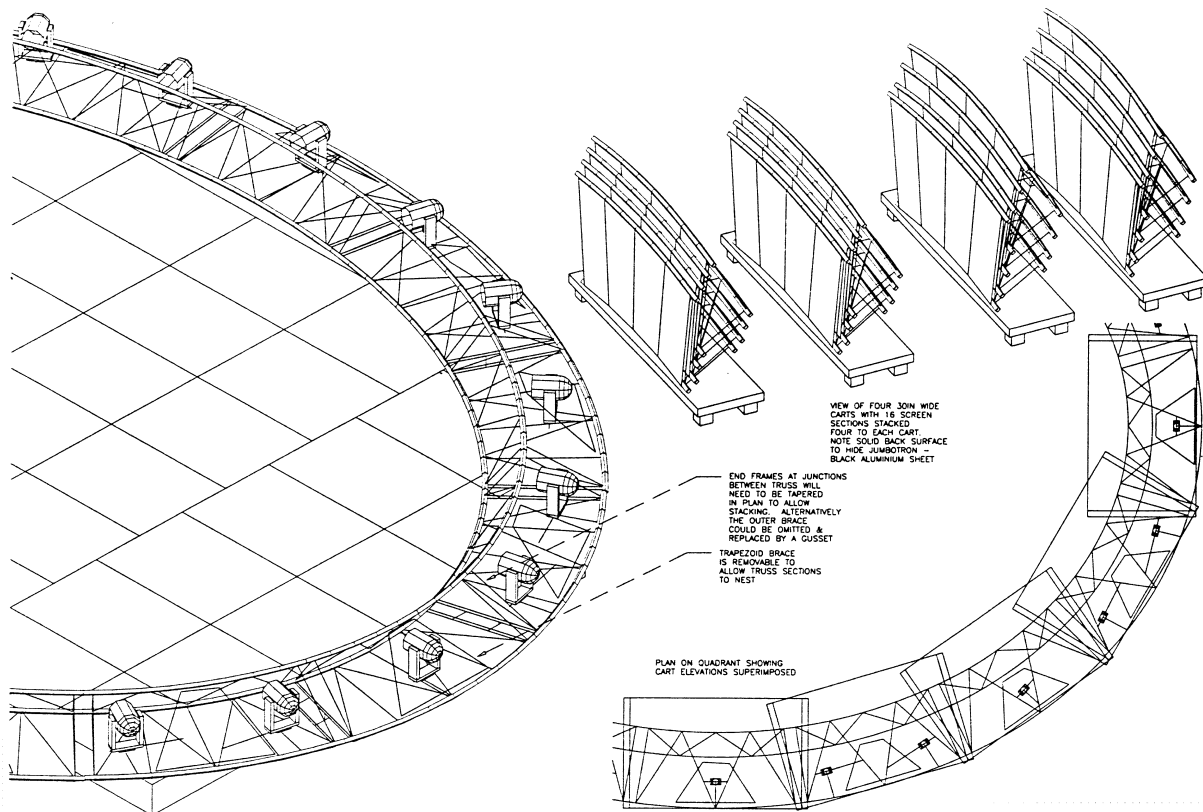 VIEW OF FOUR 30IN WIDE
CARTS WITH 16 SCREEN
SECTIONS STACKED
FOUR TO EACH CART.
NOTE SOLID BACK SURFACE
TO HIDE JUMBOTRON -
BLACK ALUMINIUM SHEET
END FRAMES AT JUNCTIONS
BETWEEN TRUSS WILL
NEED TO BE TAPERED
IN PLAN TO ALLOW
STACKING. ALTERNATIVELY
THE OUTER BRACE
COULD BE OMITTED &
REPLACED BY A GUSSET
TRAPEZOID BRACE
IS REMOVABLE TO
ALLOW TRUSS SECTIONS
TO NEST
PLAN ON QUADRANT SHOWING
CART ELEVATIONS SUPERIMPOSED